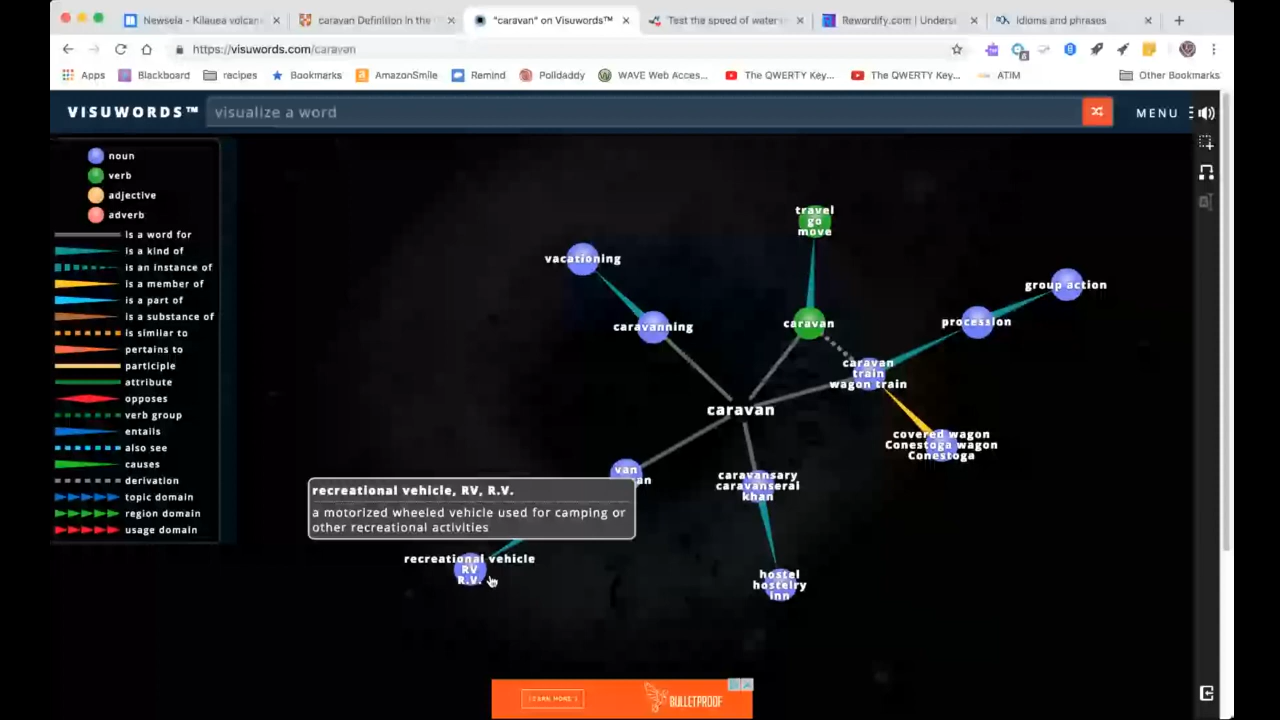 Newsela - Kilauea volcan
caravan Definition in the
"caravan" on Visuwords™
Test the speed of water
Rewordify.com | Unders
Idioms and phrases
https://visuwords.com/caravan
Apps
Blackboard
recipes
Bookmarks
AmazonSmile
Remind
Polldaddy
WAVE Web Acces...
The QWERTY Key...
The QWERTY Key...
ATIM
Other Bookmarks
VISUWORDS™
visualize a word
MENU
noun
verb
adjective
adverb
is a word for
is a kind of
is an instance of
is a member of
is a part of
is a substance of
is similar to
pertains to
participle
attribute
opposes
verb group
entails
also see
causes
derivation
topic domain
region domain
usage domain
travel
go
move
vacationing
group action
caravanning
caravan
procession
caravan
train
wagon train
caravan
covered wagon
Conestoga wagon
Conestoga
van
an
caravansary
caravanserai
khan
recreational vehicle, RV, R.V.
a motorized wheeled vehicle used for camping or
other recreational activities
recreational vehicle
RV
R.V.
hostel
hostelry
inn
LEARN MORE
BULLETPROOF